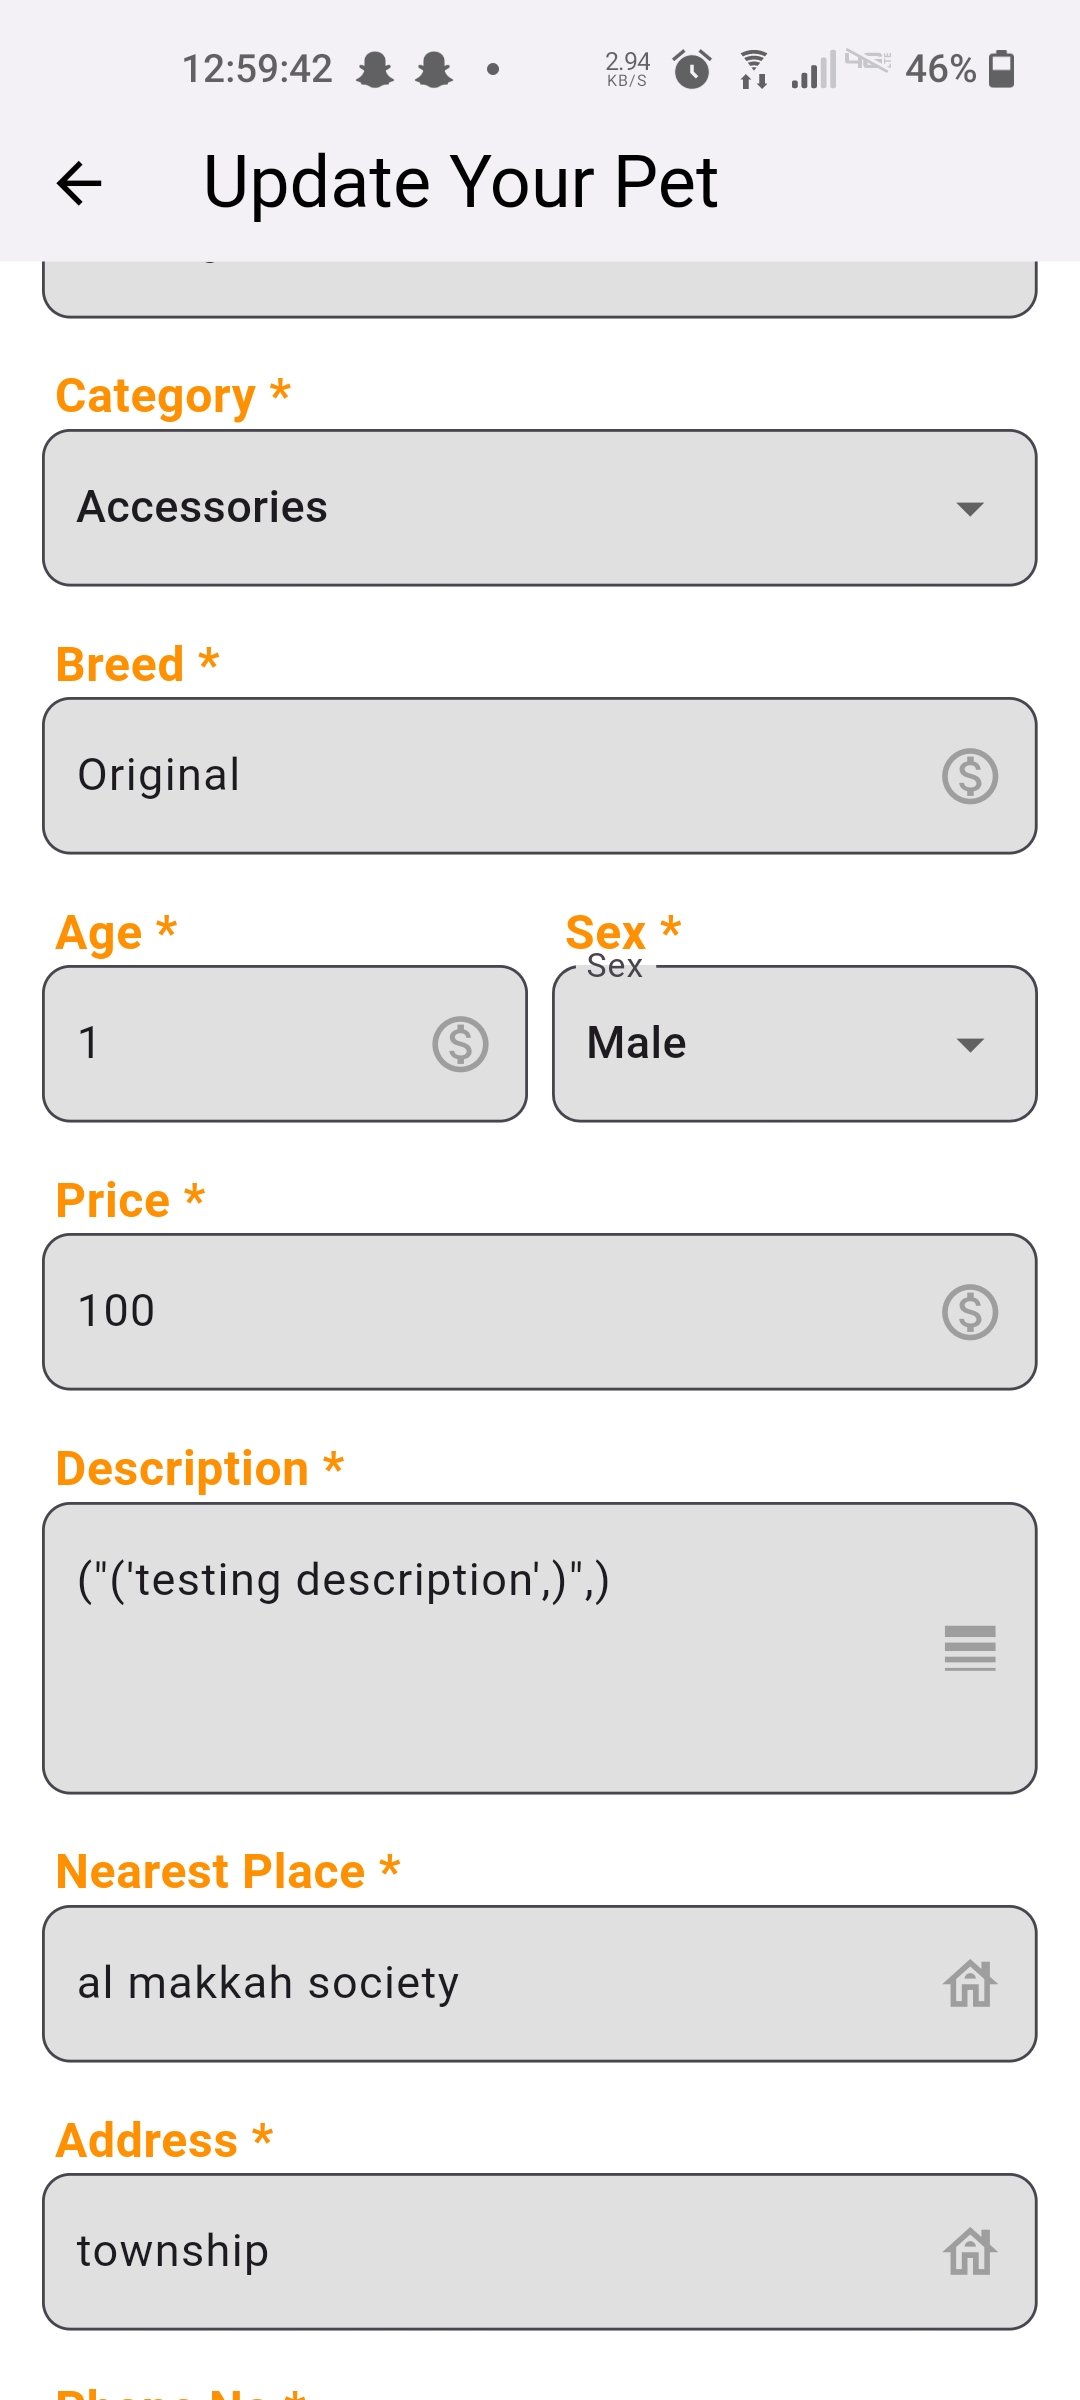 12:59:42 2.94 KB/S 46%
Update Your Pet
Category *
Accessories
Breed *
Original
Age * Sex *
Sex
1 Male
Price *
100
Description *
("('testing description',)",)
Nearest Place *
al makkah society
Address *
township